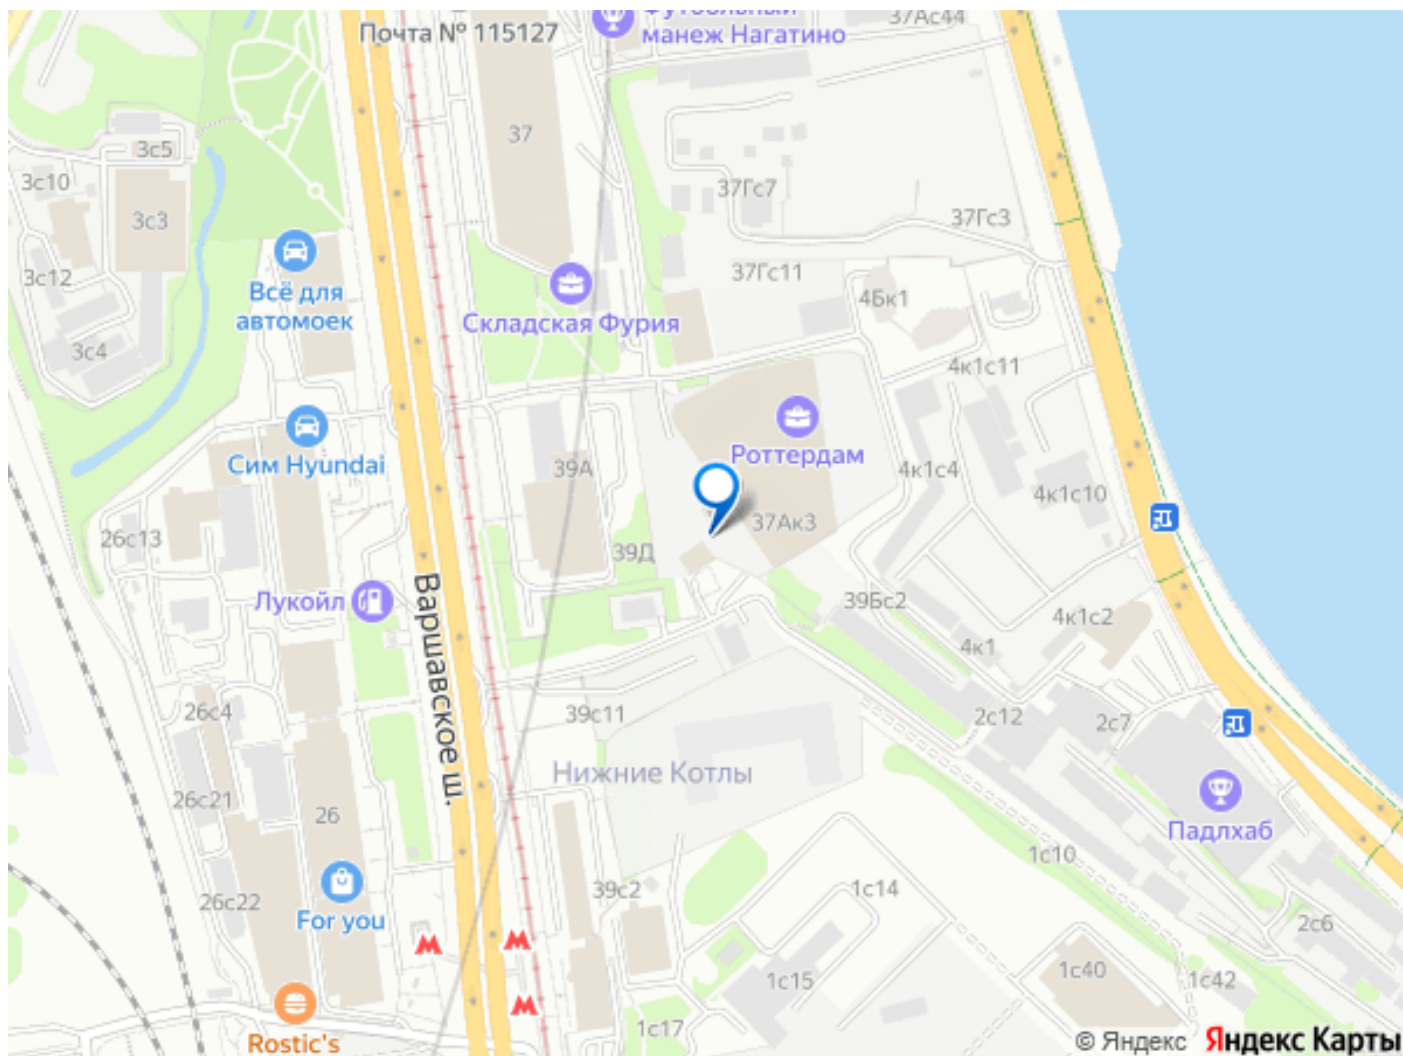 Футбольный
манеж Нагатино
37Ас44
Почта № 115127
37
3с5
3с10
3с3
37Гс7
37Гс3
3с12
Всё для
автомоек
37Гс11
4Бк1
Складская Фурия
3с4
4к1с11
Роттердам
Сим Hyundai
39А
4к1с4
4к1с10
37Ак3
26с13
39Д
Лукойл
39Бс2
4к1с2
4к1
Варшавское ш.
26с4
39с11
2с12
2с7
Нижние Котлы
26с21
26
Падлхаб
1с10
39с2
1с14
26с22
For you
2с6
1с15
1с40
1с42
1с17
Rostic's
© Яндекс Яндекс Карты